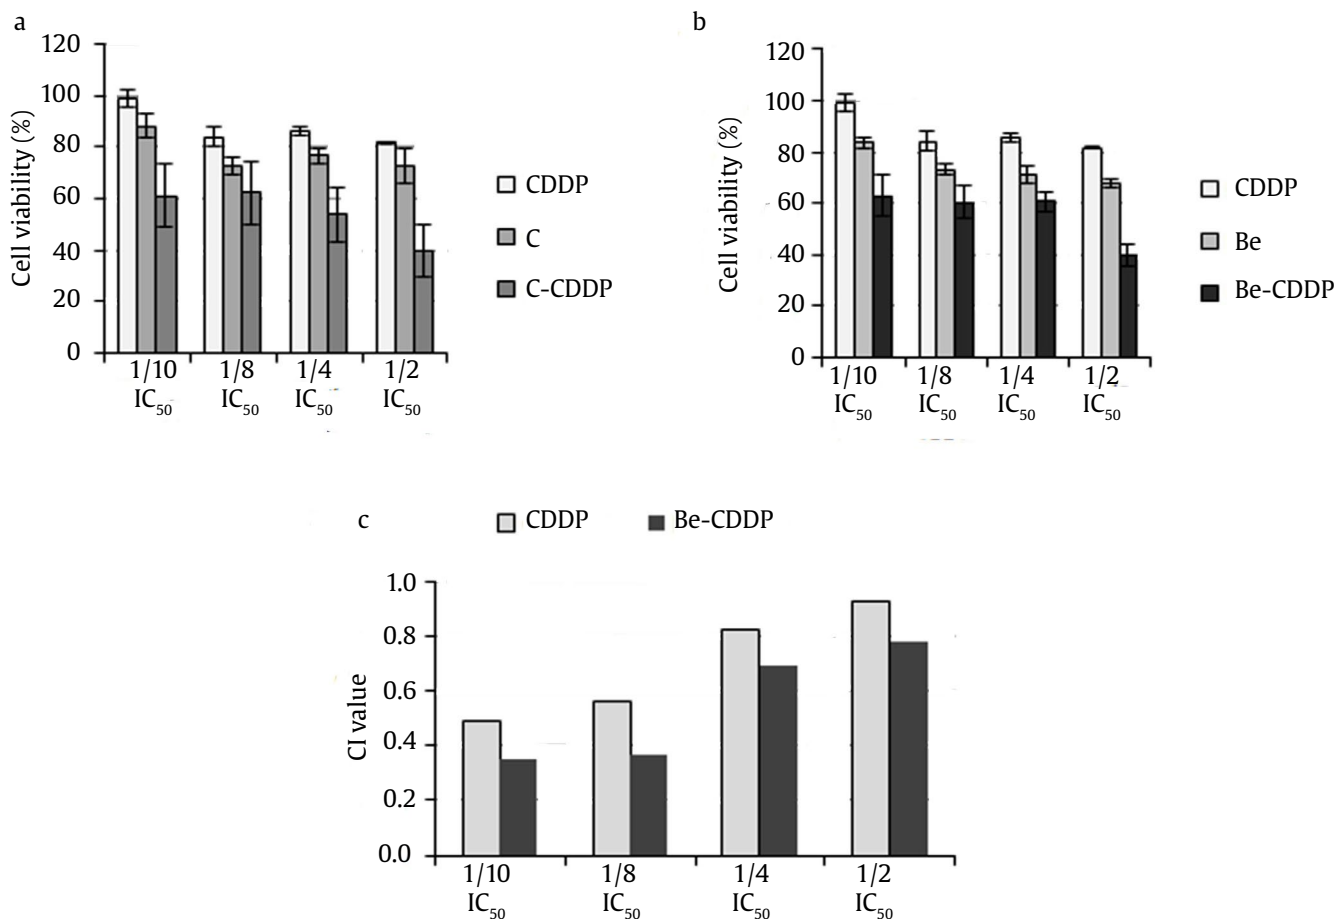 a
120
100
80
60
40
20
0
Cell viability (%)
1/10 1/8 1/4 1/2
IC50 IC50 IC50 IC50
CDDP
C
C-CDDP
b
120
100
80
60
40
20
0
Cell viability (%)
1/10 1/8 1/4 1/2
IC50 IC50 IC50 IC50
CDDP
Be
Be-CDDP
c
CDDP Be-CDDP
1.0
0.8
0.6
0.4
0.2
0.0
CI value
1/10 1/8 1/4 1/2
IC50 IC50 IC50 IC50